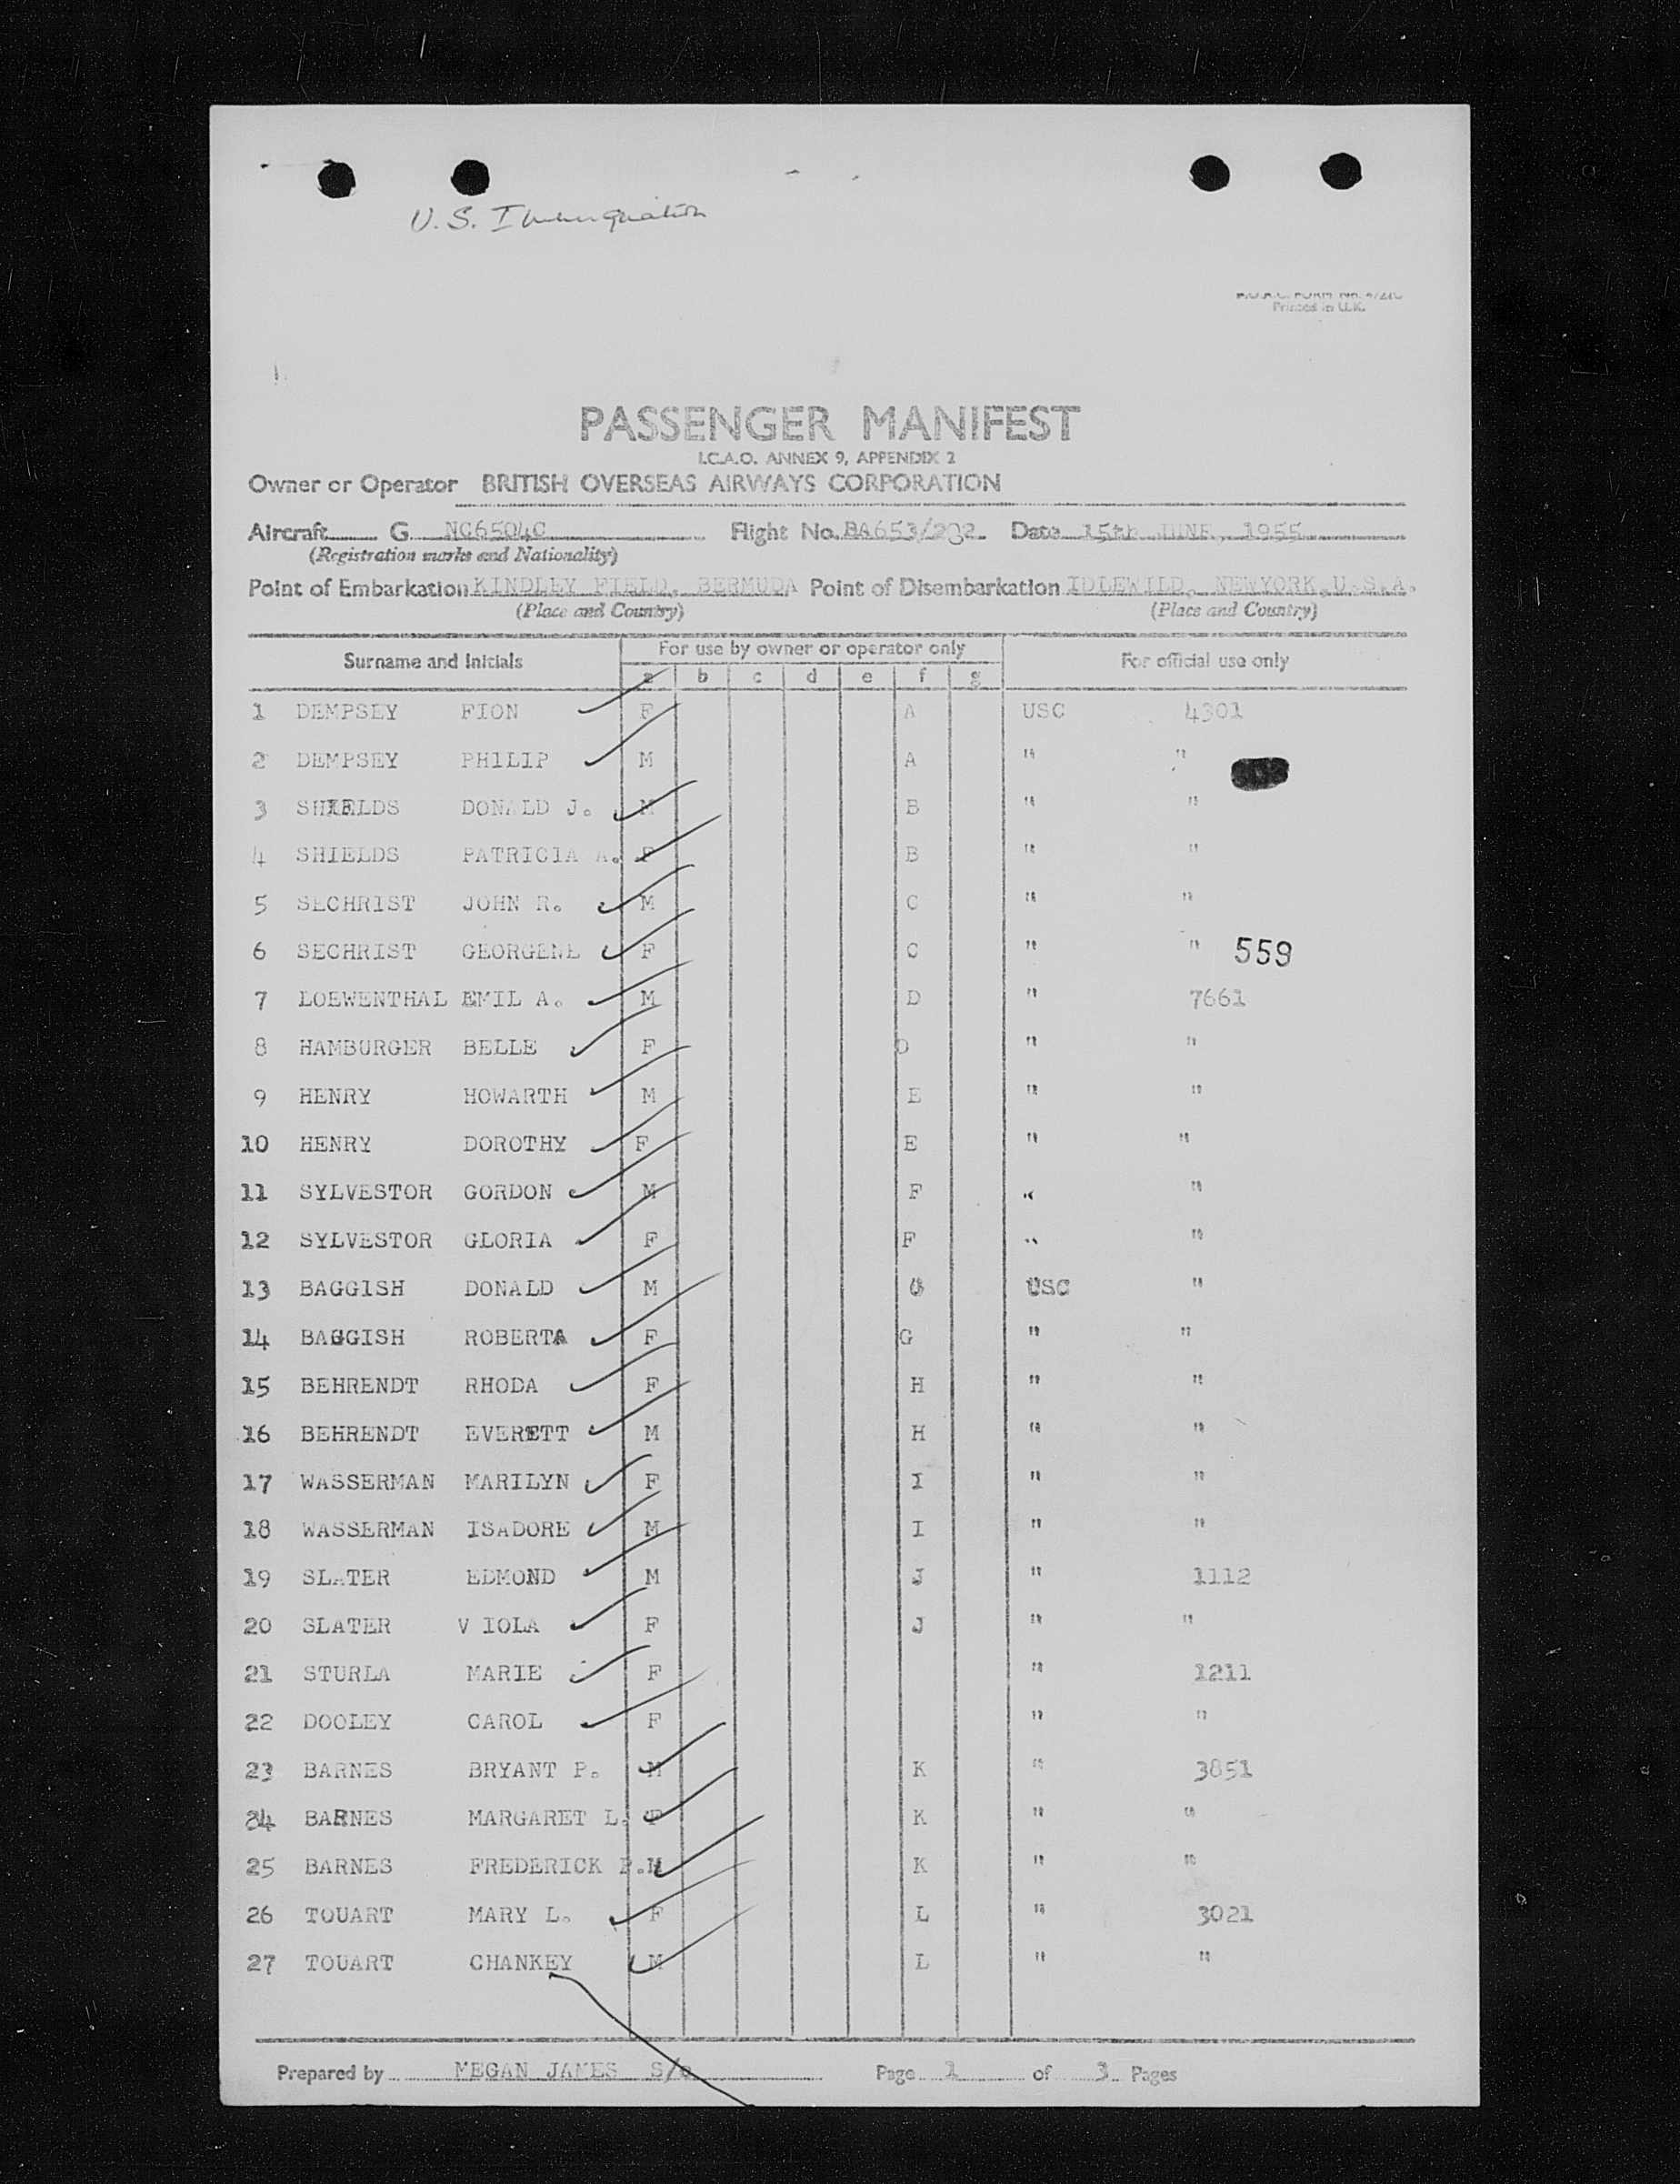 U.S. Immigration
Printed in U.K.
PASSENGER MANIFEST
I.C.A.O. ANNEX 9, APPENDIX 2
Owner or Operator BRITISH OVERSEAS AIRWAYS CORPORATION
Aircraft G NC6504C Flight No. BA653/292 Date 15th JUNE, 1955
(Registration marks and Nationality)
Point of Embarkation KINDLEY FIELD, BERMUDA Point of Disembarkation IDLEWILD, NEWYORK,U.S.A.
(Place and Country) (Place and Country)
Surname and Initials For use by owner or operator only For official use only
a b c d e f g
1 DEMPSEY FION F A USC 4301
2 DEMPSEY PHILIP M A " "
3 SHIELDS DONALD J. M B " "
4 SHIELDS PATRICIA A. F B " "
5 SECHRIST JOHN R. M C " "
6 SECHRIST GEORGENE F C " " 559
7 LOEWENTHAL EMIL A. M D " 7661
8 HAMBURGER BELLE F D " "
9 HENRY HOWARTH M E " "
10 HENRY DOROTHY F E " "
11 SYLVESTOR GORDON M F " "
12 SYLVESTOR GLORIA F F " "
13 BAGGISH DONALD M G USC "
14 BAGGISH ROBERTA F G " "
15 BEHRENDT RHODA F H " "
16 BEHRENDT EVERETT M H " "
17 WASSERMAN MARILYN F I " "
18 WASSERMAN ISADORE M I " "
19 SLATER EDMOND M J " 1112
20 SLATER V IOLA F J " "
21 STURLA MARIE F " 1211
22 DOOLEY CAROL F " "
23 BARNES BRYANT P. M K " 3851
24 BARNES MARGARET L. F K " "
25 BARNES FREDERICK P. M K " "
26 TOUART MARY L. F L " 3021
27 TOUART CHANKEY M L " "
Prepared by MEGAN JAMES S/s Page 1 of 3 Pages